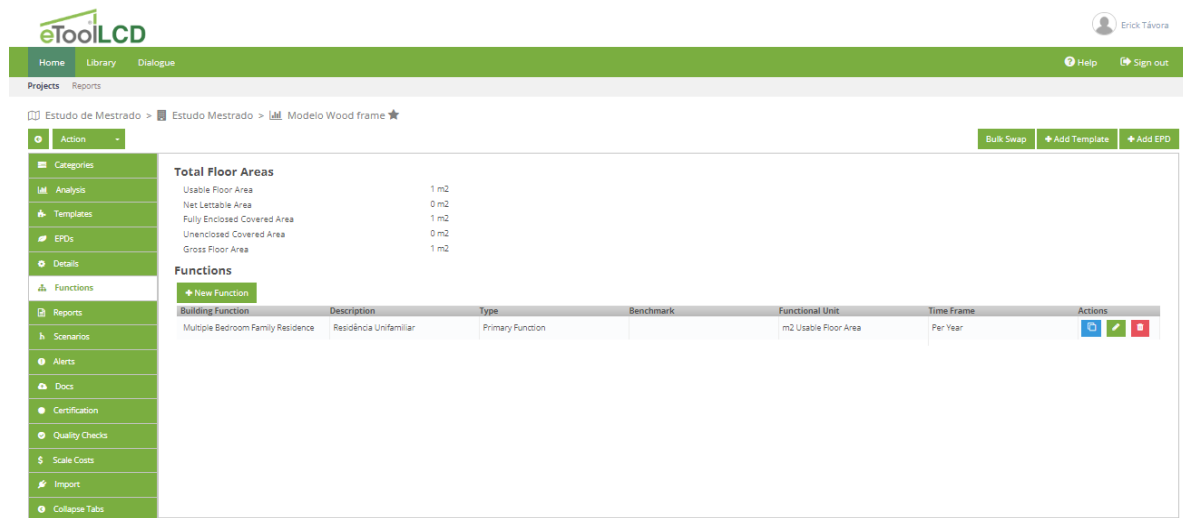 eToolLCD
Erick Távora
Home Library Dialogue Help Sign out
Projects Reports
Estudo de Mestrado > Estudo Mestrado > Modelo Wood frame
Action Bulk Swap + Add Template + Add EPD
Categories
Analysis
Templates
EPDs
Details
Functions
Reports
Scenarios
Alerts
Docs
Certification
Quality Checks
Scale Costs
Import
Collapse Tabs
Total Floor Areas
Usable Floor Area 1 m2
Net Lettable Area 0 m2
Fully Enclosed Covered Area 1 m2
Unenclosed Covered Area 0 m2
Gross Floor Area 1 m2
Functions
+ New Function
Building Function Description Type Benchmark Functional Unit Time Frame Actions
Multiple Bedroom Family Residence Residência Unifamiliar Primary Function m2 Usable Floor Area Per Year